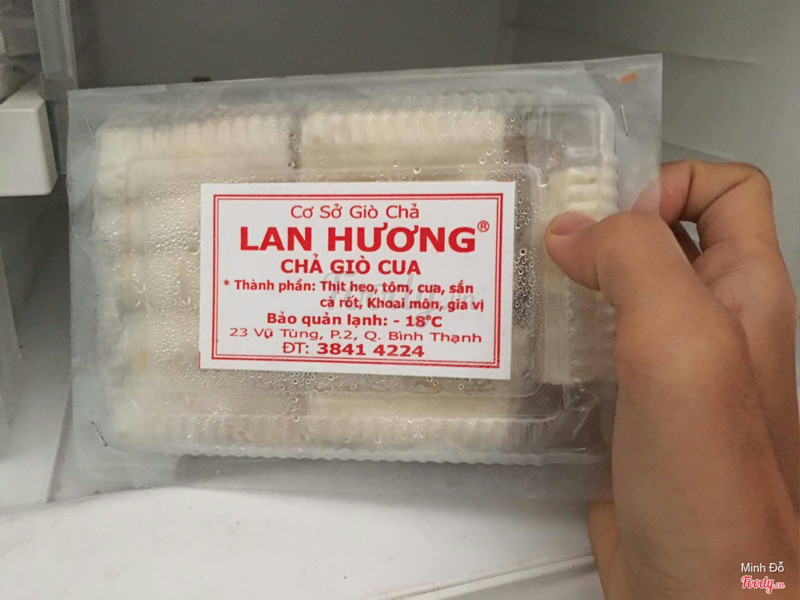 Cơ Sở Giò Chả
LAN HƯƠNG®
CHẢ GIÒ CUA
* Thành phần: Thịt heo, tôm, cua, sắn
cà rốt, Khoai môn, gia vị
Bảo quản lạnh: - 18°C
23 Vũ Tùng, P.2, Q. Bình Thạnh
ĐT: 3841 4224
Minh Đỗ
Foody.vn